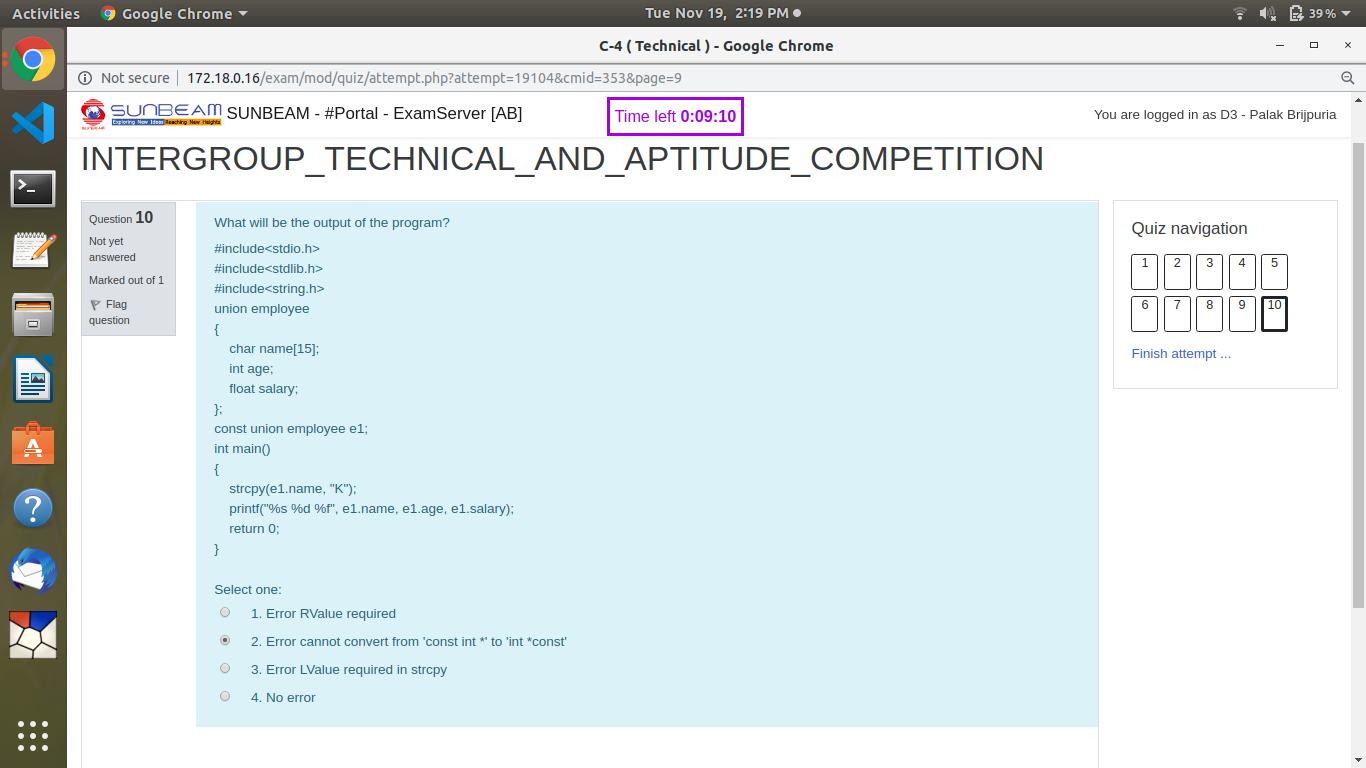 Activities
Google Chrome
Tue Nov 19, 2:19 PM
39 %
C-4 ( Technical ) - Google Chrome
Not secure
172.18.0.16/exam/mod/quiz/attempt.php?attempt=19104&cmid=353&page=9
SUNBEAM
Exploring New Ideas Reaching New Heights
SUNBEAM
SUNBEAM - #Portal - ExamServer [AB]
Time left 0:09:10
You are logged in as D3 - Palak Brijpuria
INTERGROUP_TECHNICAL_AND_APTITUDE_COMPETITION
Question 10
Not yet
answered
Marked out of 1
Flag
question
What will be the output of the program?
#include<stdio.h>
#include<stdlib.h>
#include<string.h>
union employee
{
char name[15];
int age;
float salary;
};
const union employee e1;
int main()
{
strcpy(e1.name, "K");
printf("%s %d %f", e1.name, e1.age, e1.salary);
return 0;
}
Select one:
1. Error RValue required
2. Error cannot convert from 'const int *' to 'int *const'
3. Error LValue required in strcpy
4. No error
Quiz navigation
1 2 3 4 5
6 7 8 9 10
Finish attempt ...